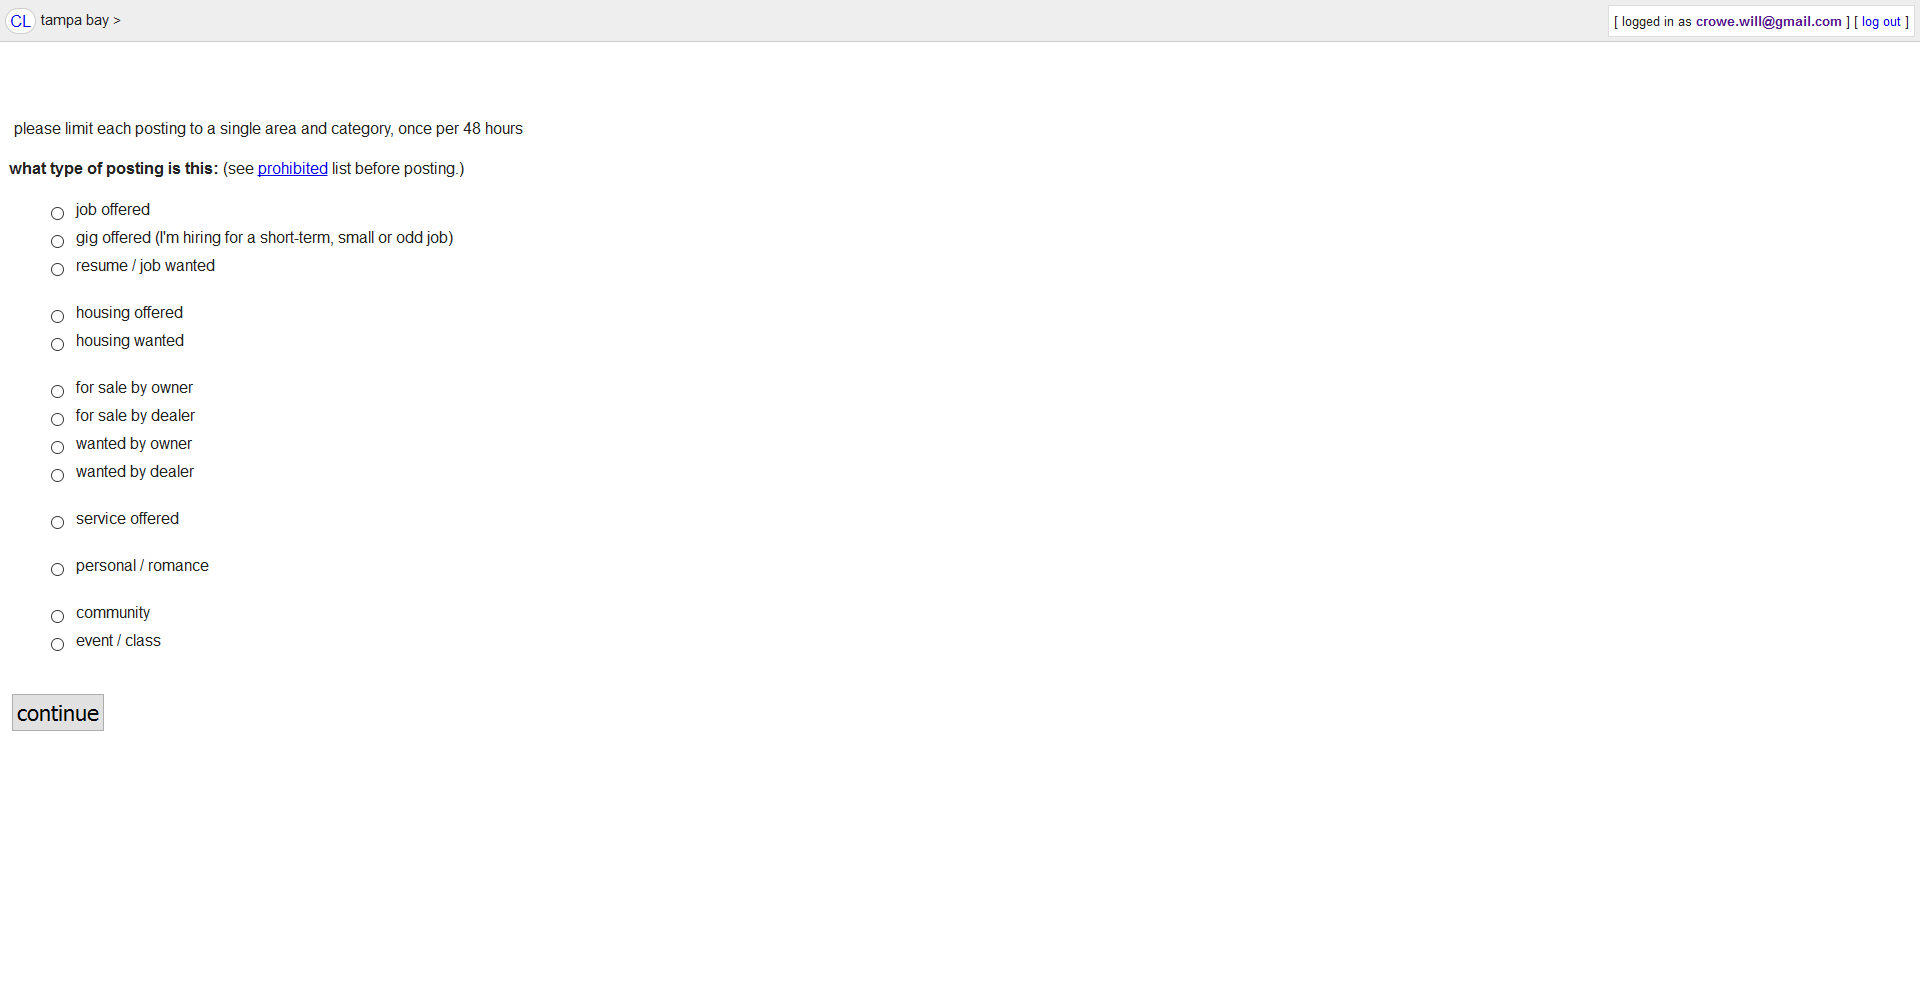 CL tampa bay >
[ logged in as crowe.will@gmail.com ] [ log out ]
please limit each posting to a single area and category, once per 48 hours
what type of posting is this: (see prohibited list before posting.)
job offered
gig offered (I'm hiring for a short-term, small or odd job)
resume / job wanted
housing offered
housing wanted
for sale by owner
for sale by dealer
wanted by owner
wanted by dealer
service offered
personal / romance
community
event / class
continue